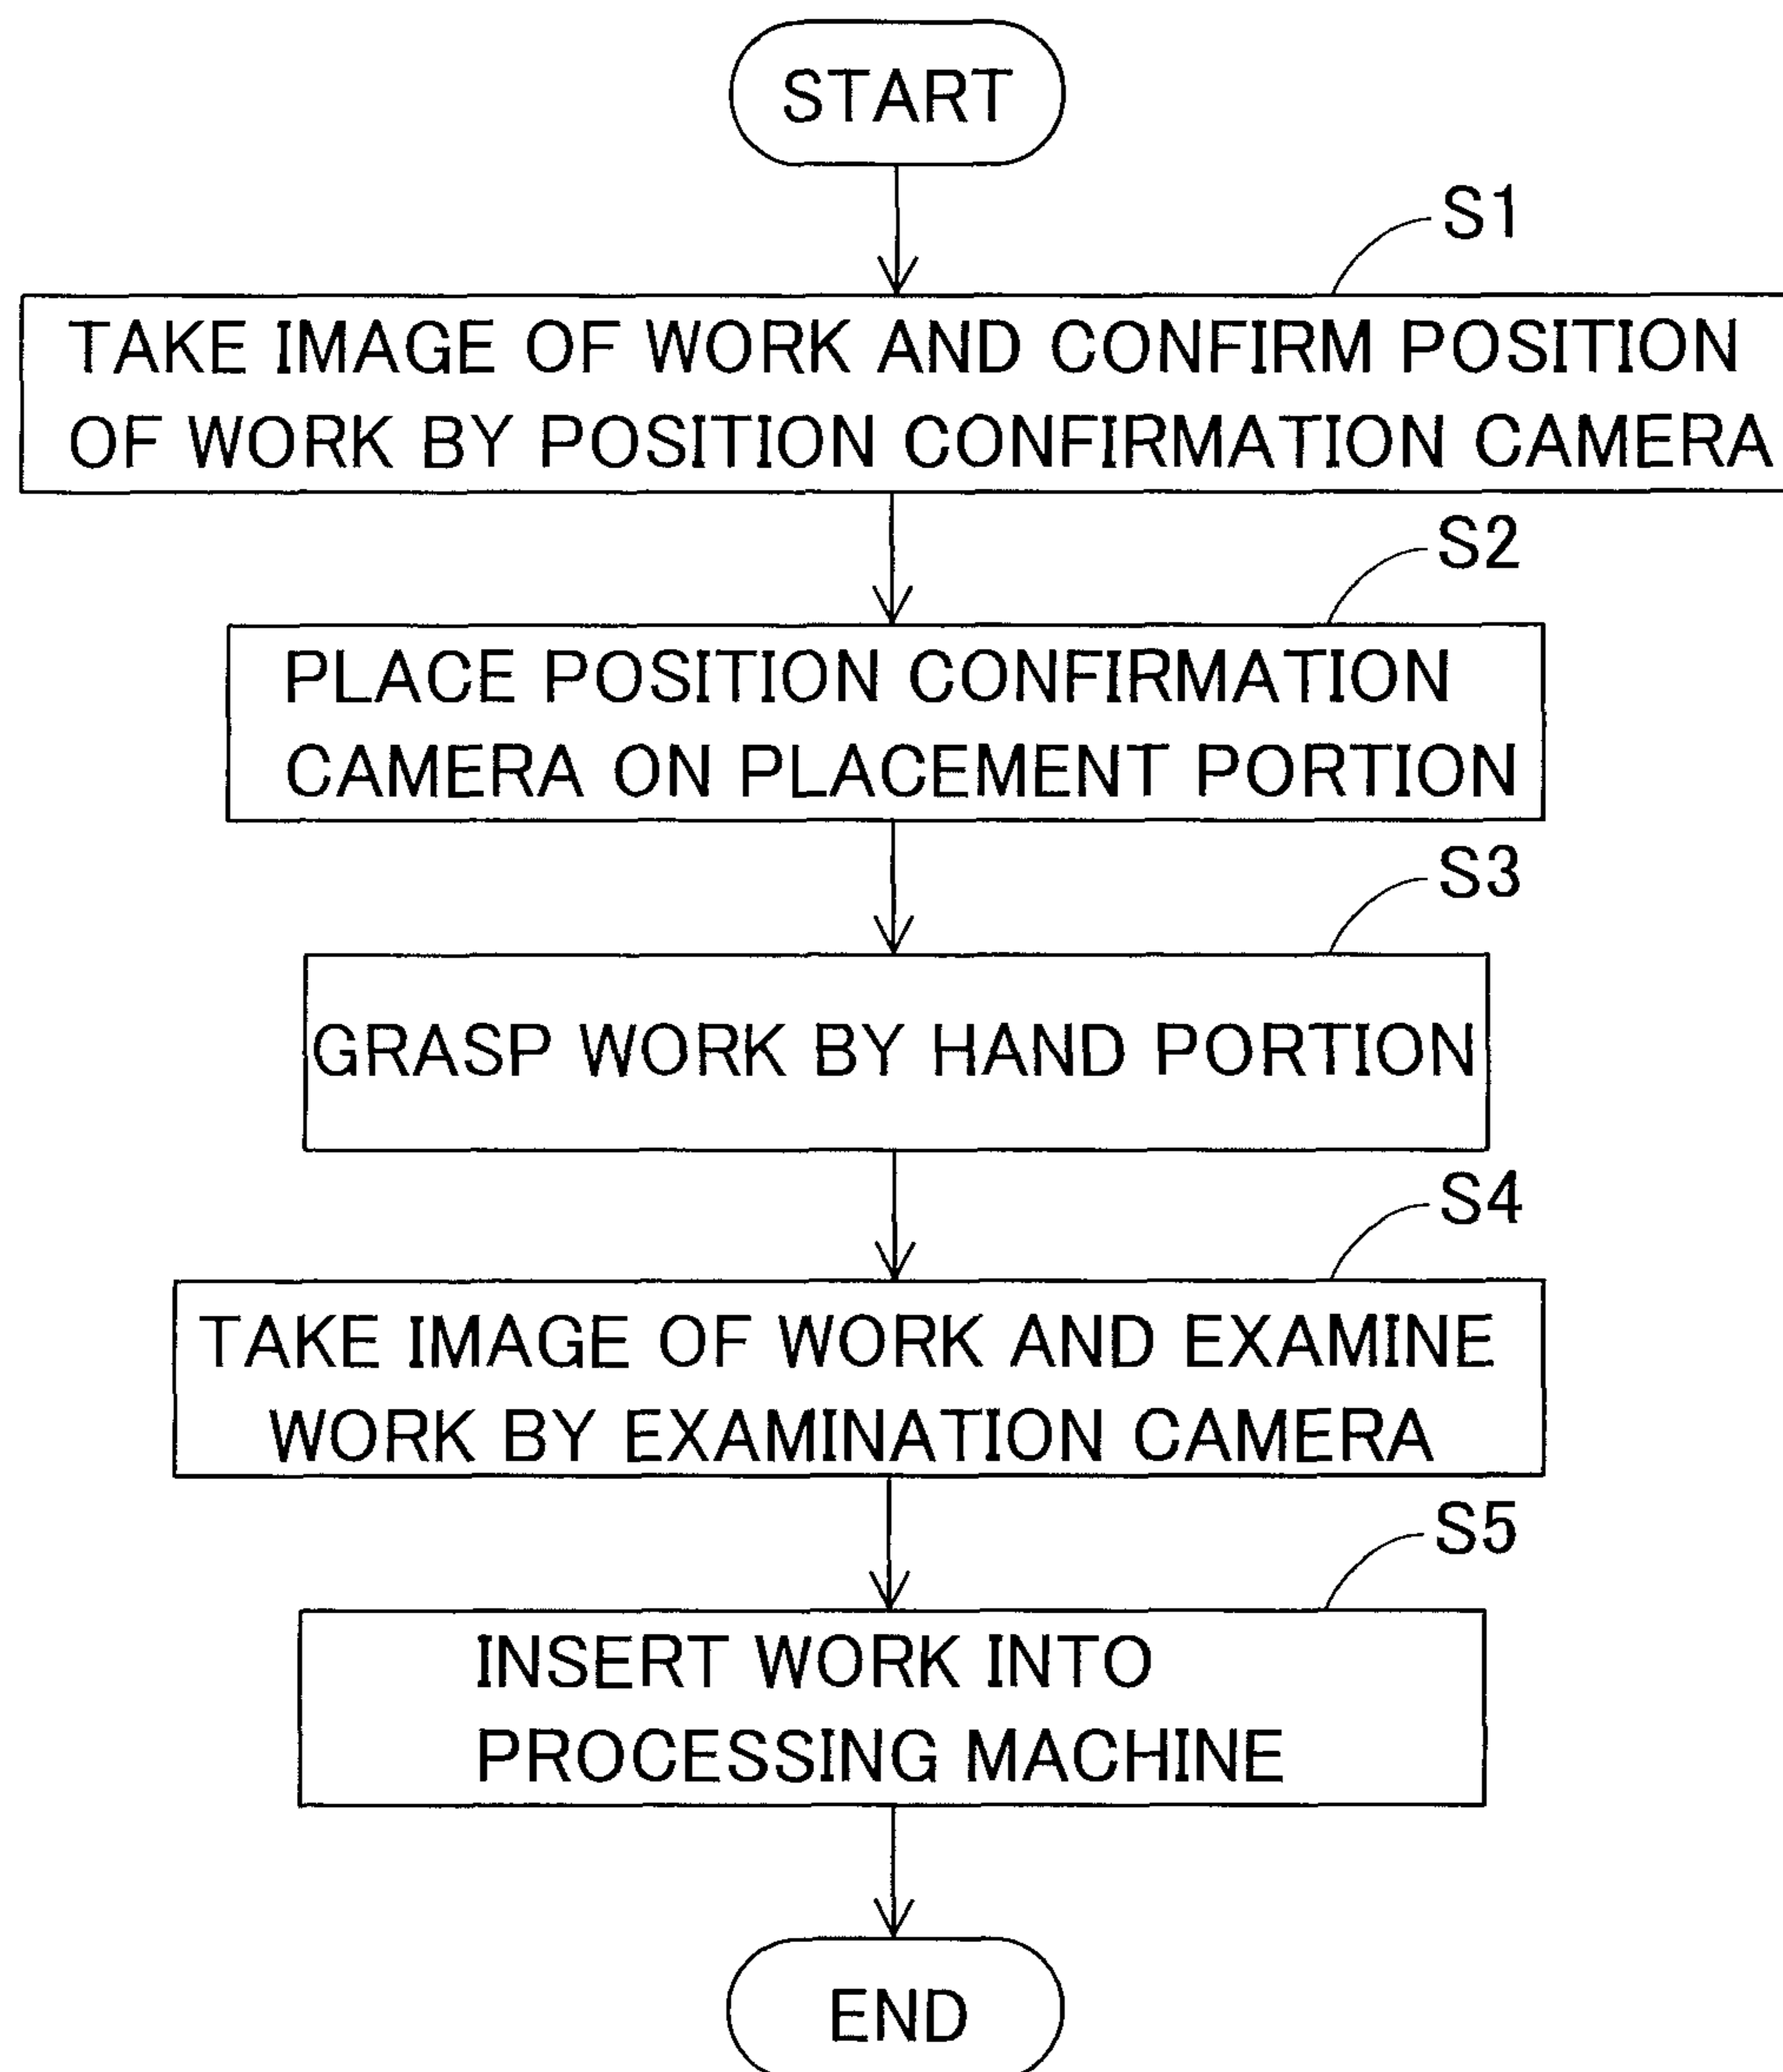 START
S1
TAKE IMAGE OF WORK AND CONFIRM POSITION
OF WORK BY POSITION CONFIRMATION CAMERA
S2
PLACE POSITION CONFIRMATION
CAMERA ON PLACEMENT PORTION
S3
GRASP WORK BY HAND PORTION
S4
TAKE IMAGE OF WORK AND EXAMINE
WORK BY EXAMINATION CAMERA
S5
INSERT WORK INTO
PROCESSING MACHINE
END